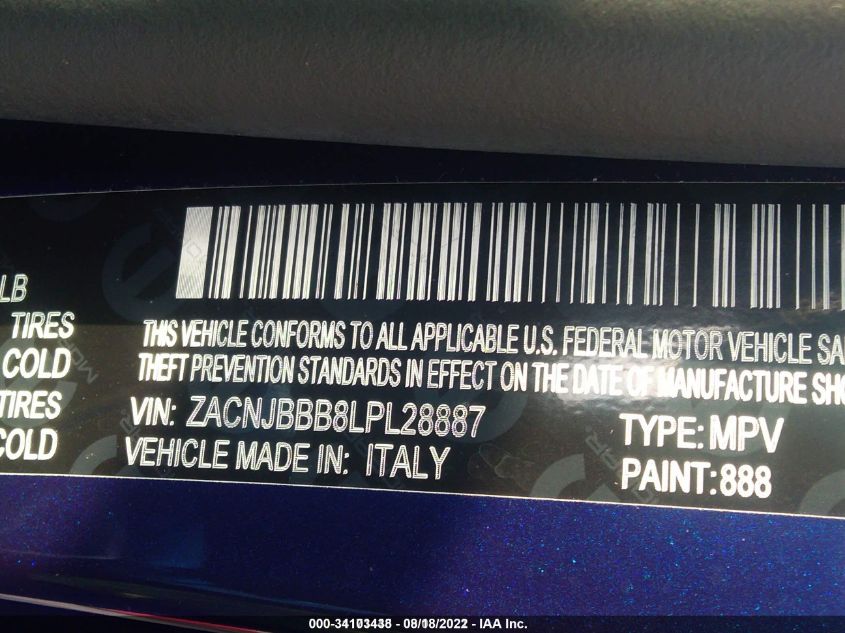 LB
TIRES
COLD
TIRES
COLD
THIS VEHICLE CONFORMS TO ALL APPLICABLE U.S. FEDERAL MOTOR VEHICLE SA
THEFT PREVENTION STANDARDS IN EFFECT ON THE DATE OF MANUFACTURE SHO
VIN: ZACNJBBB8LPL28887
TYPE: MPV
VEHICLE MADE IN: ITALY
PAINT: 888
000-34103438 - 08/18/2022 - IAA Inc.